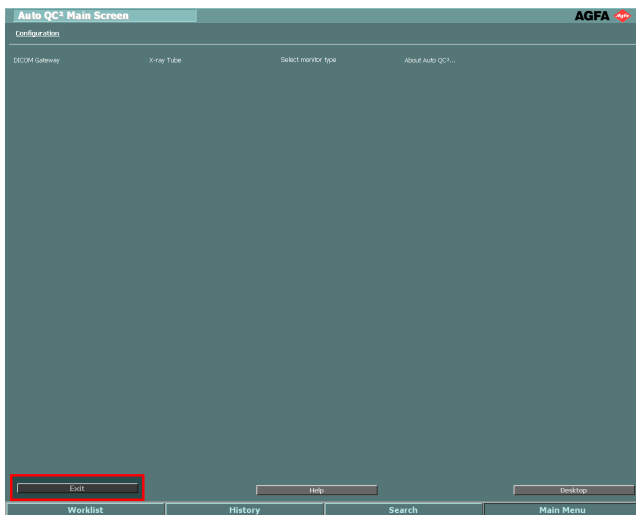 Auto QC² Main Screen AGFA Agfa
Configuration
DICOM Gateway X-ray Tube Select monitor type About Auto QC²...
Exit Help Desktop
Worklist History Search Main Menu